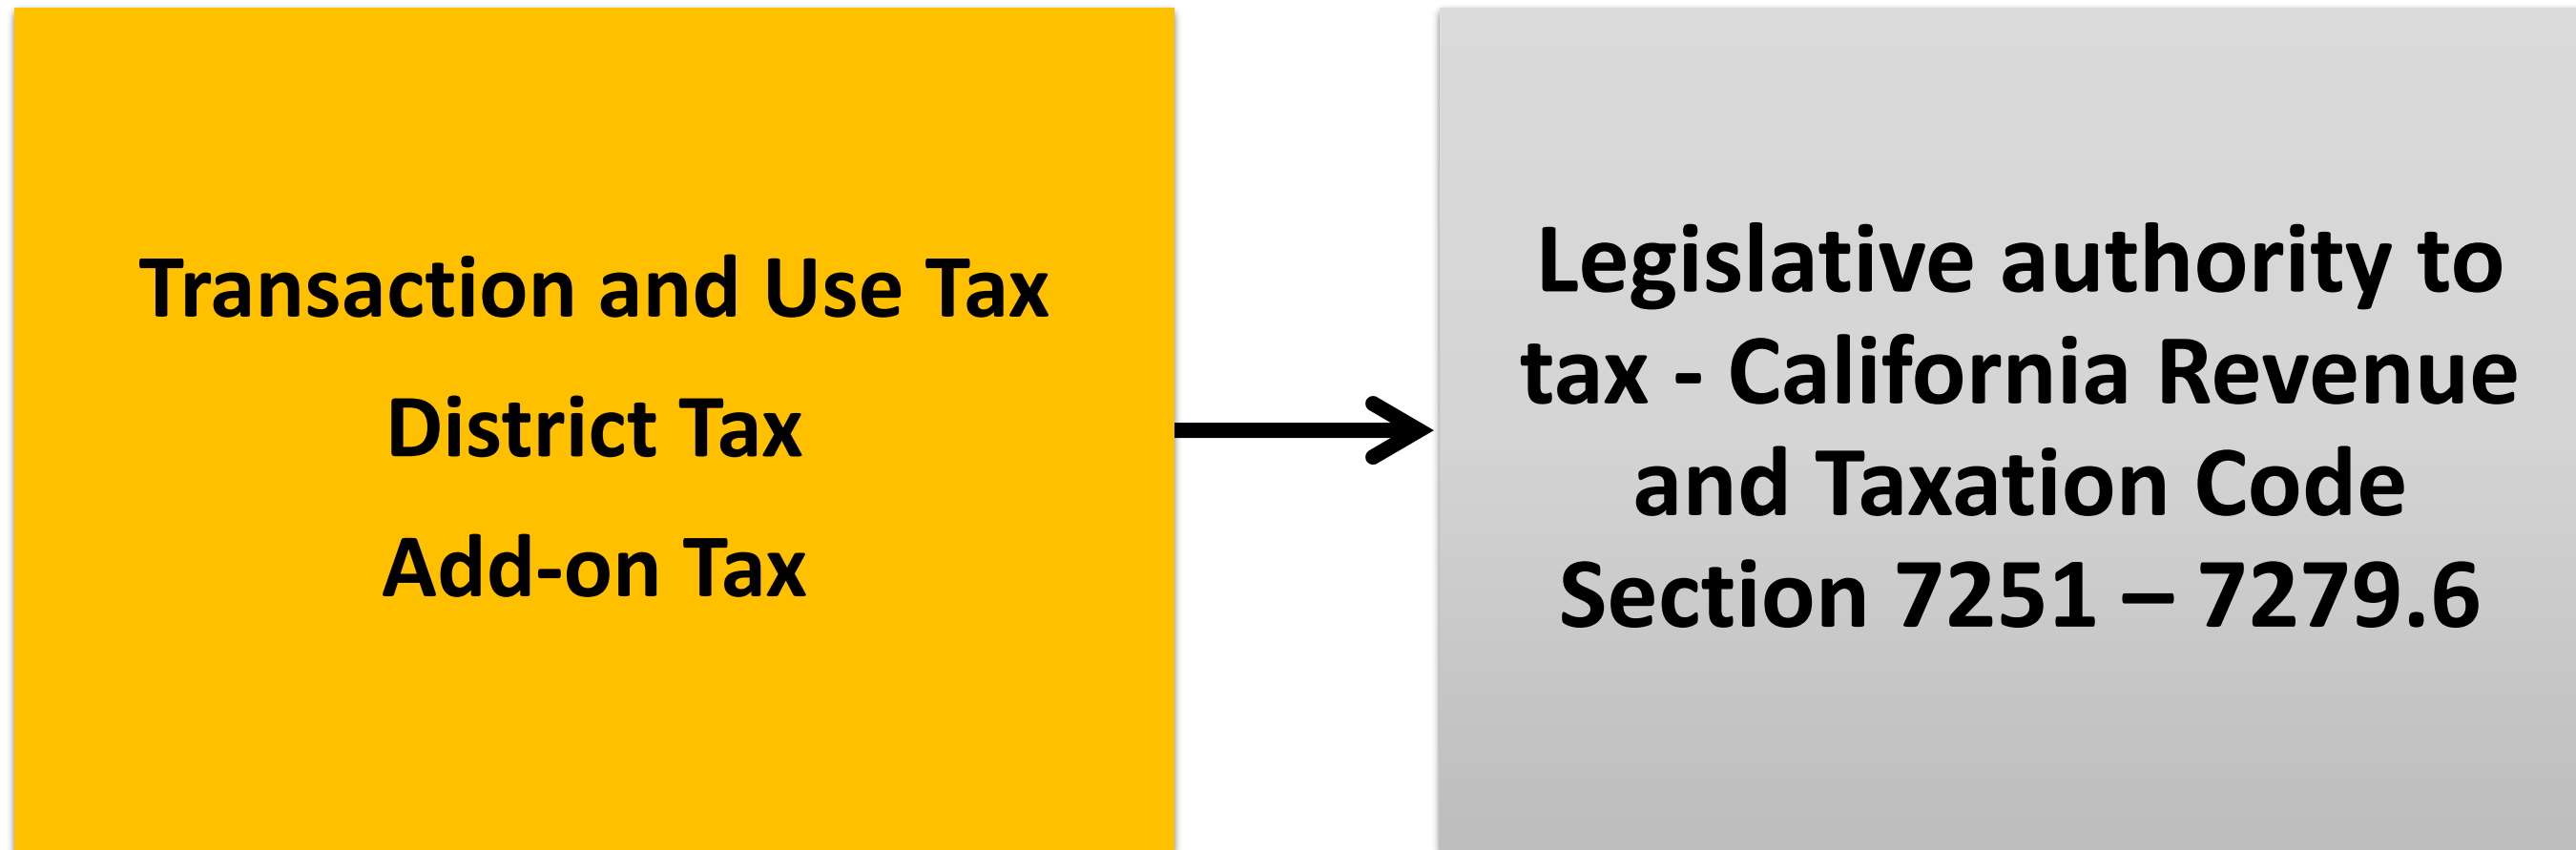 Transaction and Use Tax
District Tax
Add-on Tax
Legislative authority to
tax - California Revenue
and Taxation Code
Section 7251 – 7279.6